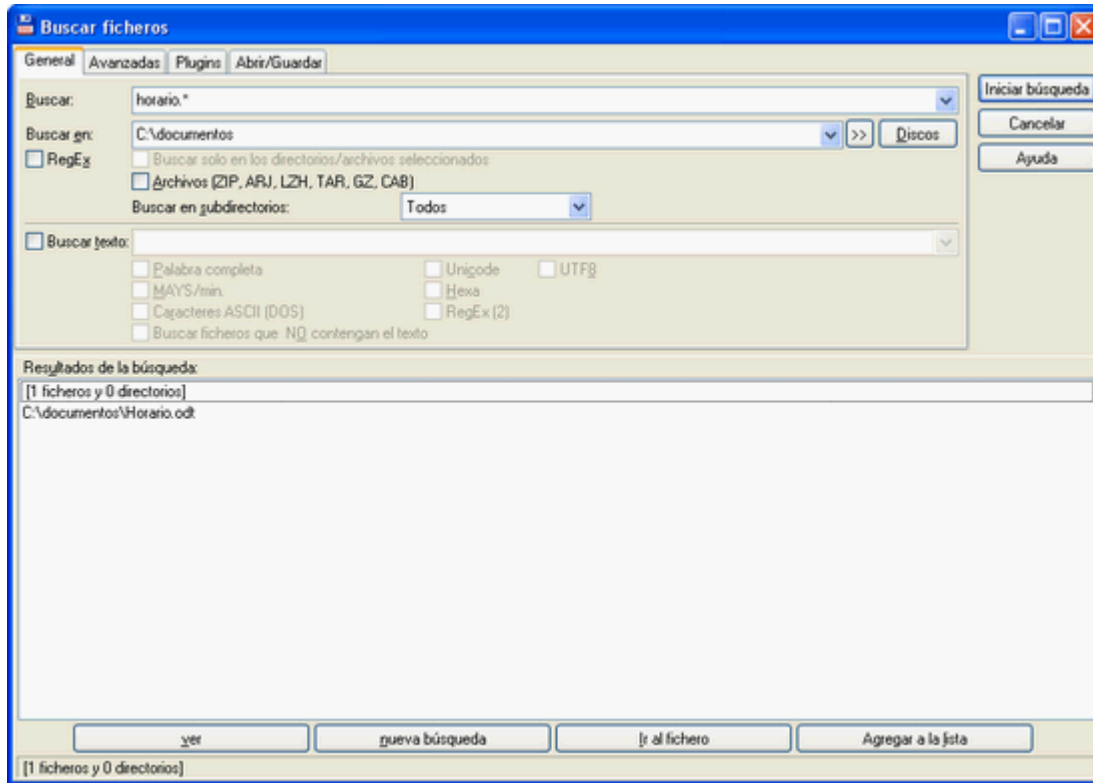 Buscar ficheros
General Avanzadas Plugins Abrir/Guardar
Buscar: horario.* Iniciar búsqueda
Buscar en: C:\documentos >> Discos Cancelar
RegEx Buscar solo en los directorios/archivos seleccionados Ayuda
Archivos (ZIP, ARJ, LZH, TAR, GZ, CAB)
Buscar en subdirectorios: Todos
Buscar texto:
Palabra completa Unicode UTF8
MAYS/min. Hexa
Caracteres ASCII (DOS) RegEx (2)
Buscar ficheros que NO contengan el texto
Resultados de la búsqueda:
[1 ficheros y 0 directorios]
C:\documentos\Horario.odt
ver nueva búsqueda Ir al fichero Agregar a la lista
[1 ficheros y 0 directorios]